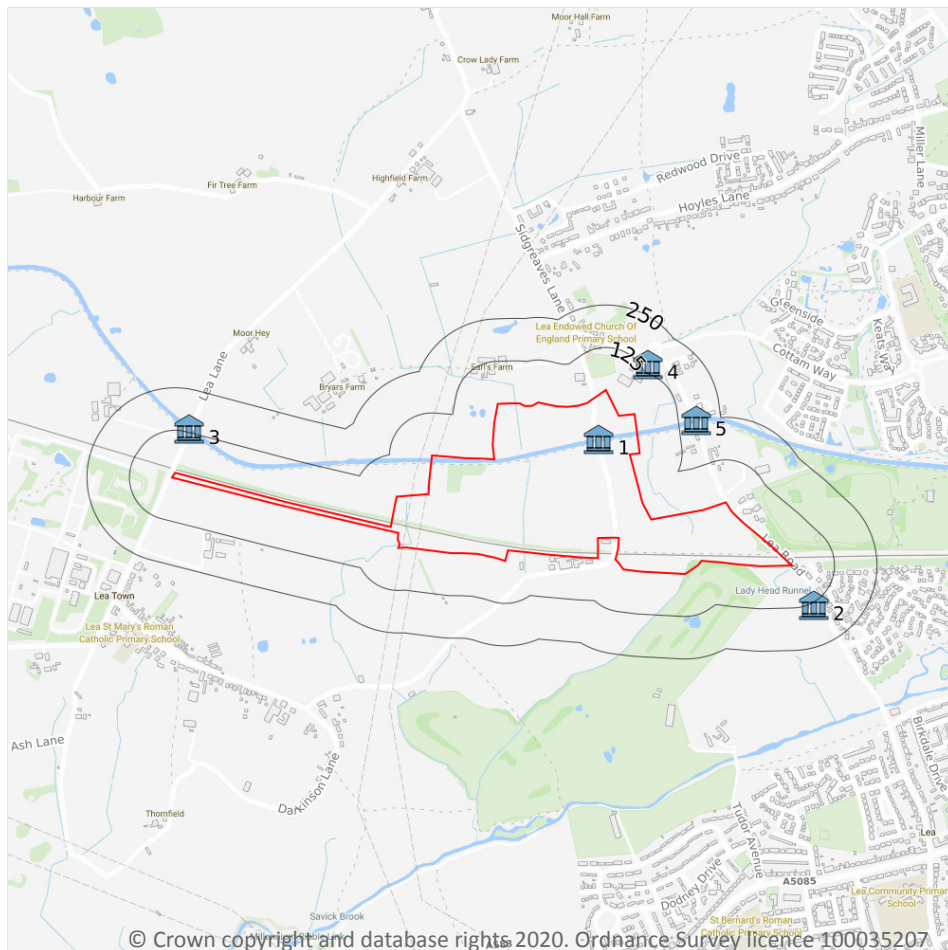 Moor Hall Farm
Crow Lady Farm
Miller Lane
Redwood Drive
Highfield Farm
Fir Tree Farm
Harbour Farm
Hoyles Lane
Sidgreaves Lane
Greenside
250
Lea Endowed Church Of
England Primary School
Keats Way
Moor Hey
125
Cottam Way
Earl's Farm
4
Lea Lane
Bryars Farm
5
3
1
Lea Road
Lady Head Runnel
Lea Town
2
Lea St Mary's Roman
Catholic Primary School
Birkdale Drive
Ash Lane
Darkinson Lane
Thornfield
Tudor Avenue
Lea
Dodney Drive
A5085
Lea Community Primary
School
Savick Brook
St Bernard's Roman
Catholic Primary
School
© Crown copyright and database rights 2020. Ordnance Survey licence 100035207.